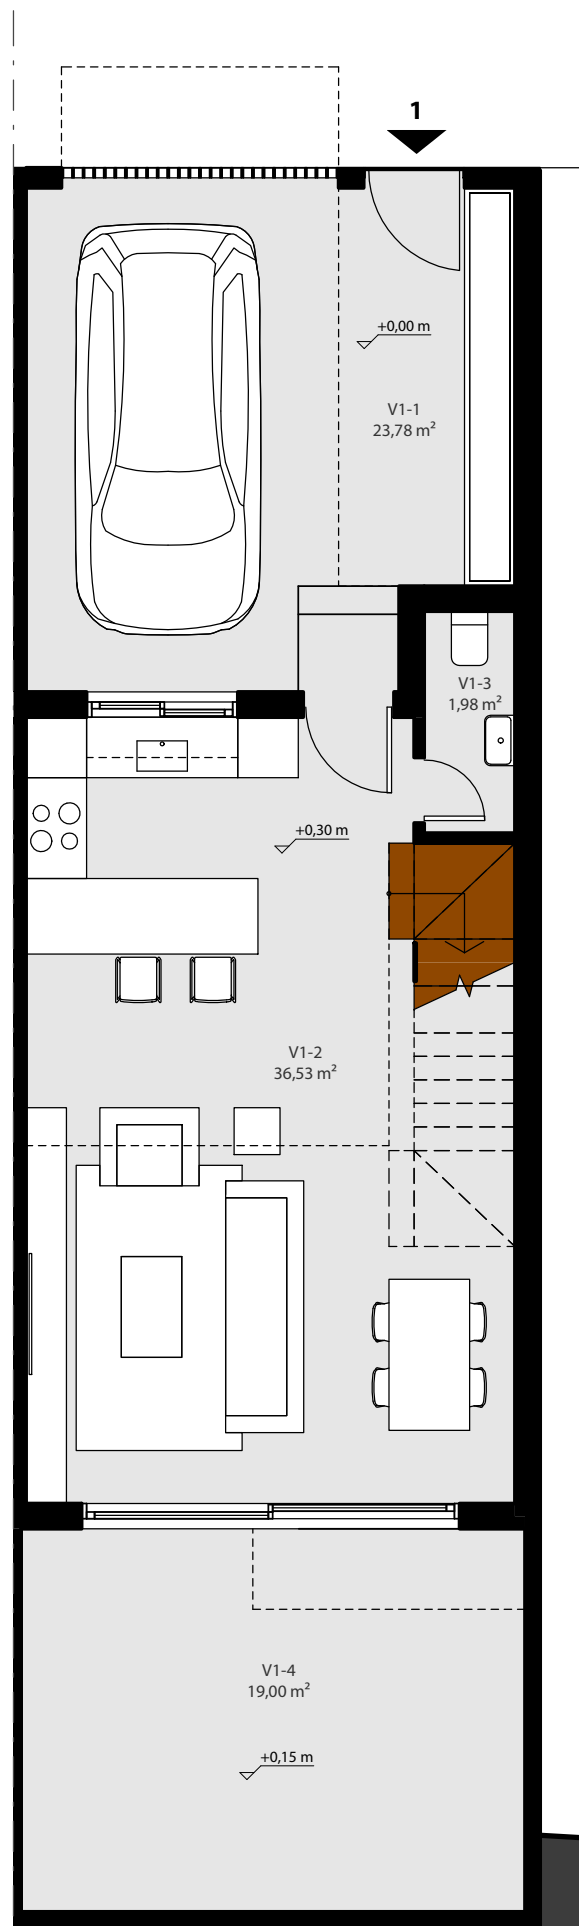 1
+0,00 m
V1-1
23,78 m²
V1-3
1,98 m²
+0,30 m
V1-2
36,53 m²
V1-4
19,00 m²
+0,15 m